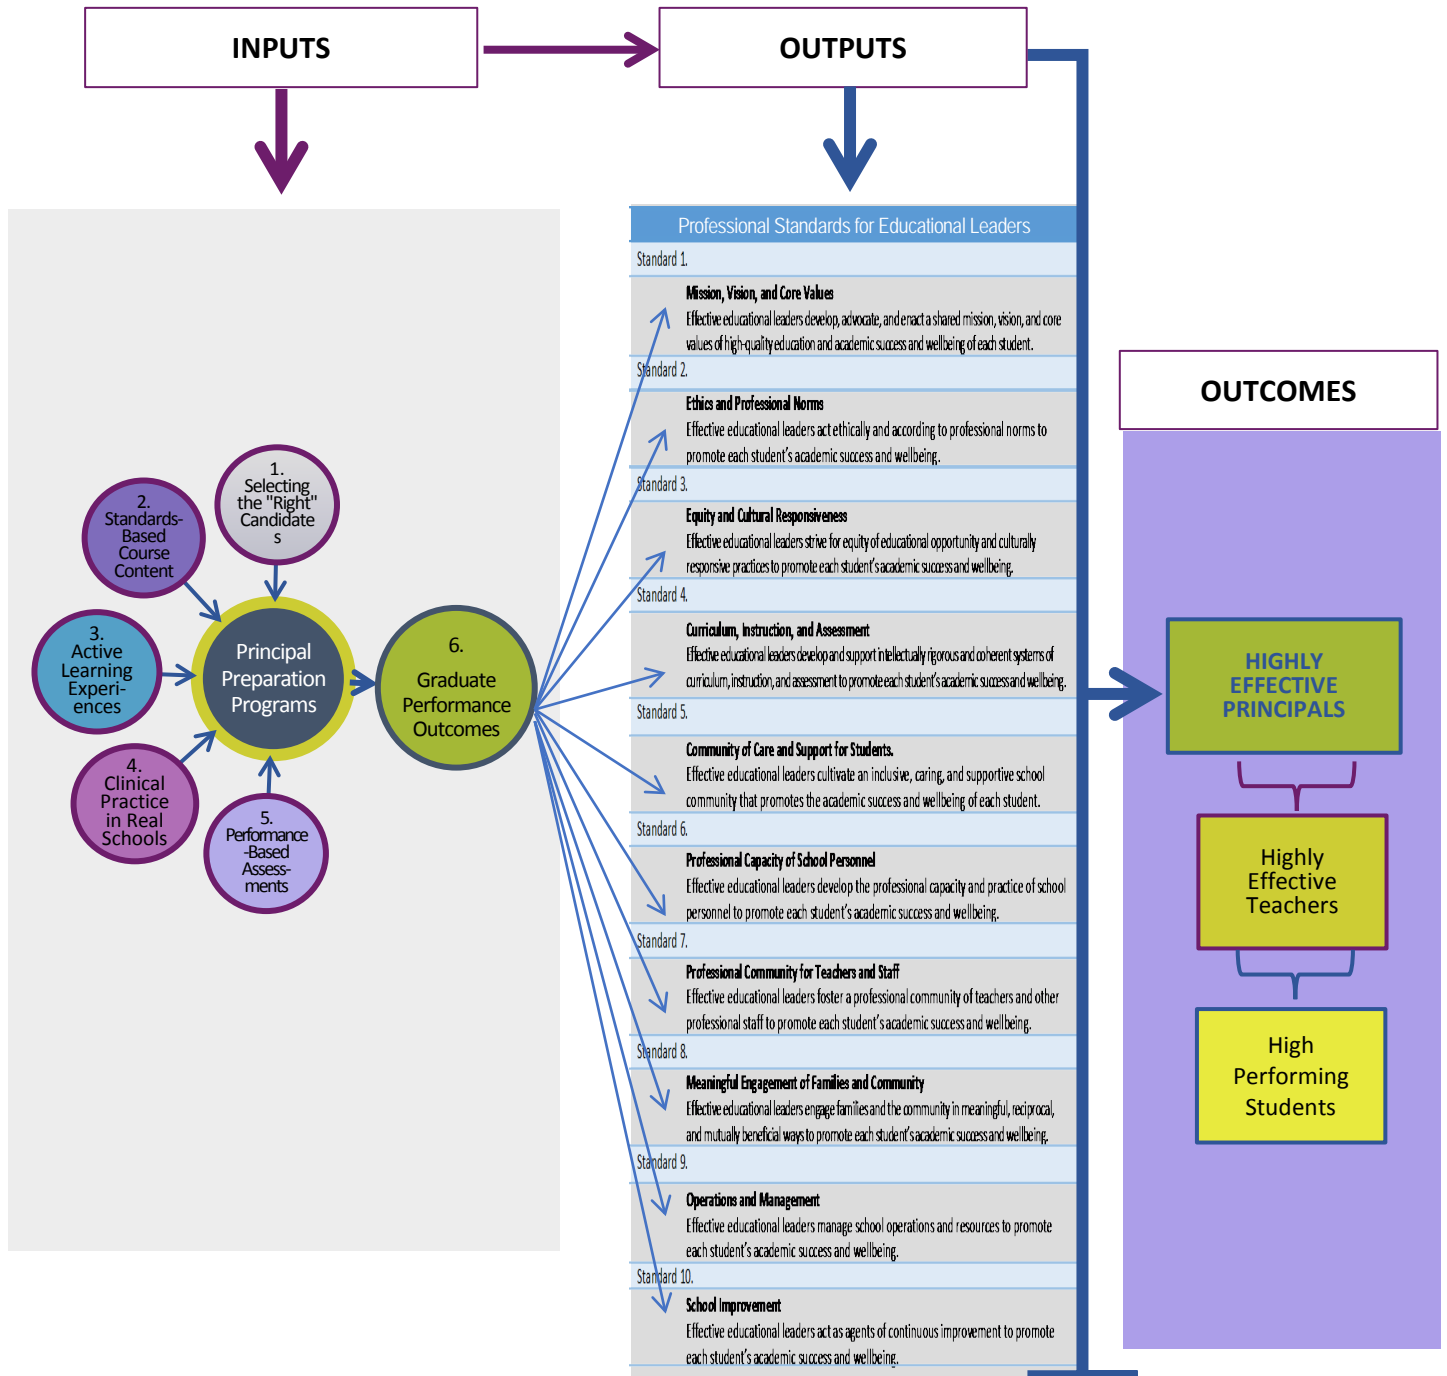 INPUTS
OUTPUTS
1.
Selecting
the "Right"
Candidate
s
2.
Standards-
Based
Course
Content
3.
Active
Learning
Experi-
ences
4.
Clinical
Practice
in Real
Schools
5.
Performance
-Based
Assess-
ments
Principal
Preparation
Programs
6.
Graduate
Performance
Outcomes
Professional Standards for Educational Leaders
Standard 1.
Mission, Vision, and Core Values
Effective educational leaders develop, advocate, and enact a shared mission, vision, and core
values of high-quality education and academic success and wellbeing of each student.
Standard 2.
Ethics and Professional Norms
Effective educational leaders act ethically and according to professional norms to
promote each student's academic success and wellbeing.
Standard 3.
Equity and Cultural Responsiveness
Effective educational leaders strive for equity of educational opportunity and culturally
responsive practices to promote each student's academic success and wellbeing.
Standard 4.
Curriculum, Instruction, and Assessment
Effective educational leaders develop and support intellectually rigorous and coherent systems of
curriculum, instruction, and assessment to promote each student's academic success and wellbeing.
Standard 5.
Community of Care and Support for Students.
Effective educational leaders cultivate an inclusive, caring, and supportive school
community that promotes the academic success and wellbeing of each student.
Standard 6.
Professional Capacity of School Personnel
Effective educational leaders develop the professional capacity and practice of school
personnel to promote each student's academic success and wellbeing.
Standard 7.
Professional Community for Teachers and Staff
Effective educational leaders foster a professional community of teachers and other
professional staff to promote each student's academic success and wellbeing.
Standard 8.
Meaningful Engagement of Families and Community
Effective educational leaders engage families and the community in meaningful, reciprocal,
and mutually beneficial ways to promote each student's academic success and wellbeing.
Standard 9.
Operations and Management
Effective educational leaders manage school operations and resources to promote
each student's academic success and wellbeing.
Standard 10.
School Improvement
Effective educational leaders act as agents of continuous improvement to promote
each student's academic success and wellbeing.
OUTCOMES
HIGHLY
EFFECTIVE
PRINCIPALS
Highly
Effective
Teachers
High
Performing
Students